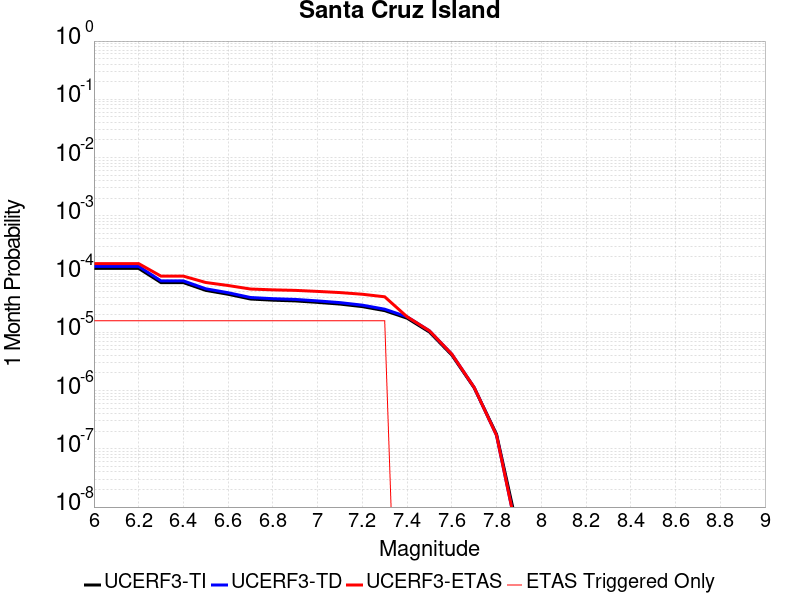 Santa Cruz Island
10^0
10^-1
10^-2
10^-3
10^-4
10^-5
10^-6
10^-7
10^-8
1 Month Probability
6 6.2 6.4 6.6 6.8 7 7.2 7.4 7.6 7.8 8 8.2 8.4 8.6 8.8 9
Magnitude
UCERF3-TI UCERF3-TD UCERF3-ETAS ETAS Triggered Only